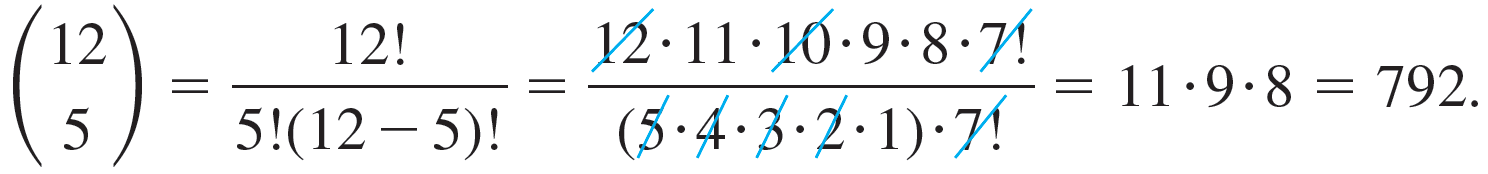 (12 5) = 12!/5!(12 − 5)! = 12·11·10·9·8·7!/(5·4·3·2·1)·7! = 11·9·8 = 792.